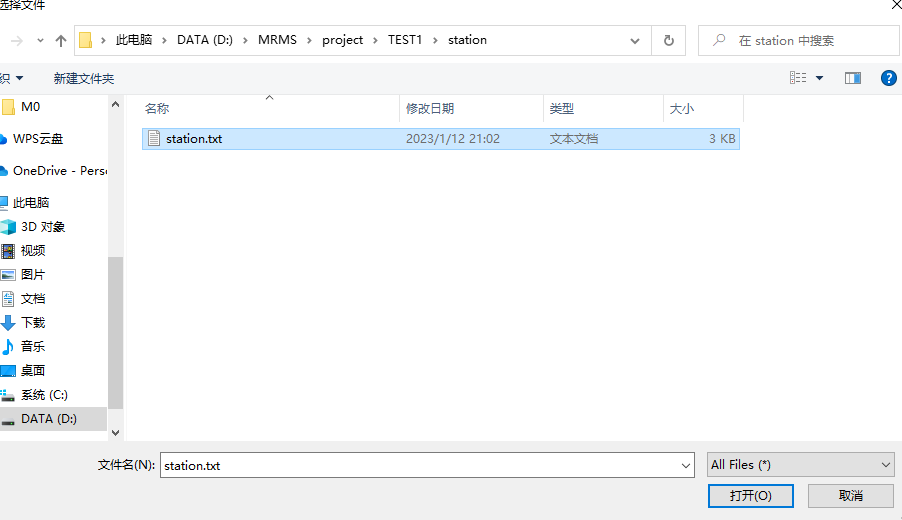 选择文件
此电脑 DATA (D:) MRMS project TEST1 station
在 station 中搜索
织 新建文件夹
名称 修改日期 类型 大小
station.txt 2023/1/12 21:02 文本文档 3 KB
M0
WPS云盘
OneDrive - Pers
此电脑
3D 对象
视频
图片
文档
下载
音乐
桌面
系统 (C:)
DATA (D:)
文件名(N): station.txt All Files (*)
打开(O) 取消